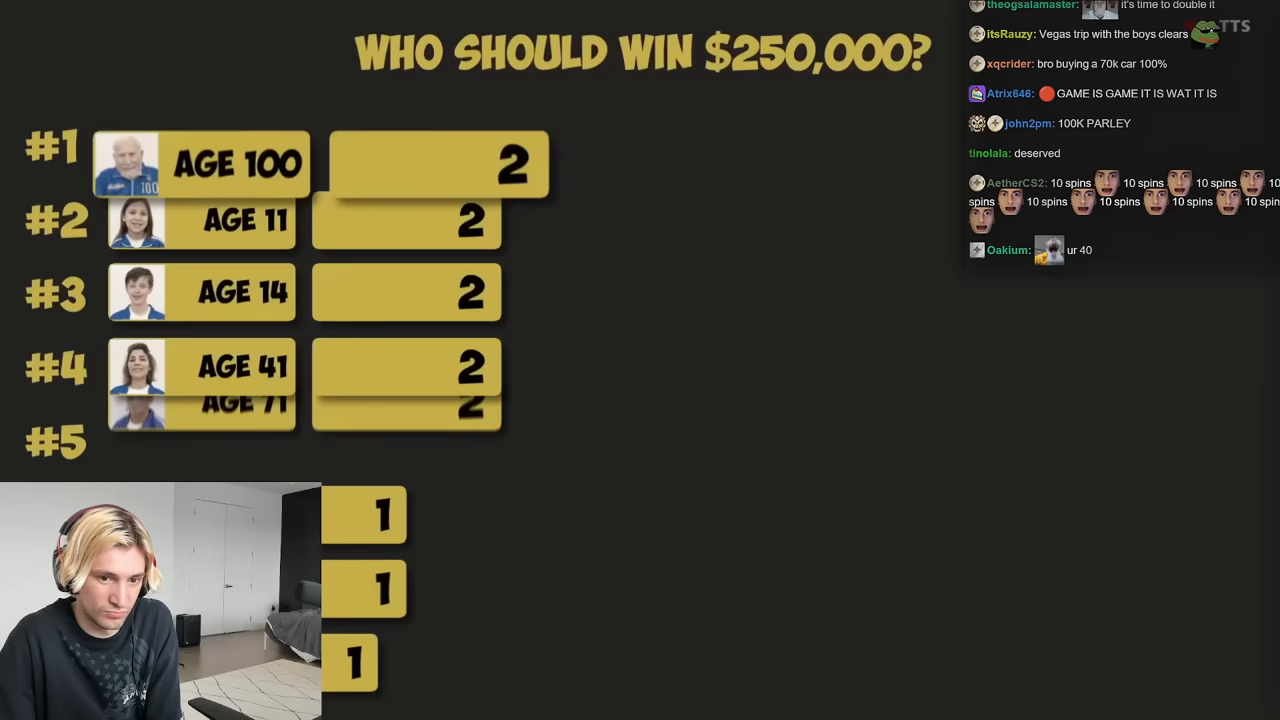 WHO SHOULD WIN $250,000?
#1 AGE 100 2
100
#2 AGE 11 2
#3 AGE 14 2
#4 AGE 41 2
AGE 71 2
#5
1
1
1
theogsalamaster: it's time to double it
TTS
itsRauzy: Vegas trip with the boys clears
xqcrider: bro buying a 70k car 100%
Atrix646: GAME IS GAME IT IS WAT IT IS
john2pm: 100K PARLEY
tinolala: deserved
AetherCS2: 10 spins 10 spins 10 spins 10
spins 10 spins 10 spins 10 spins 10 spin
Oakium: ur 40